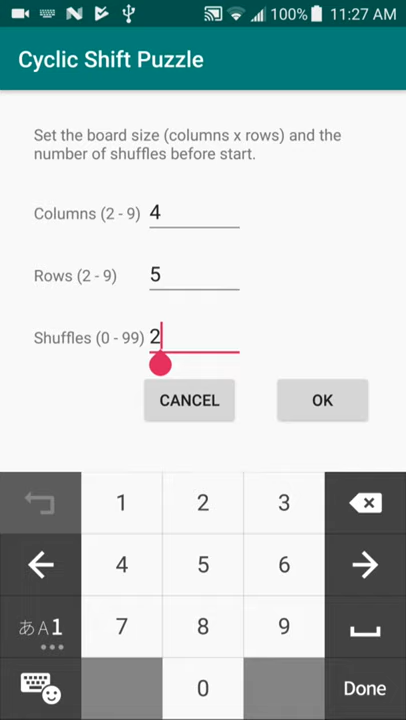 100% 11:27 AM
Cyclic Shift Puzzle
Set the board size (columns x rows) and the
number of shuffles before start.
Columns (2 - 9) 4
Rows (2 - 9) 5
Shuffles (0 - 99) 2
CANCEL OK
1 2 3
4 5 6
あA1 7 8 9
0 Done